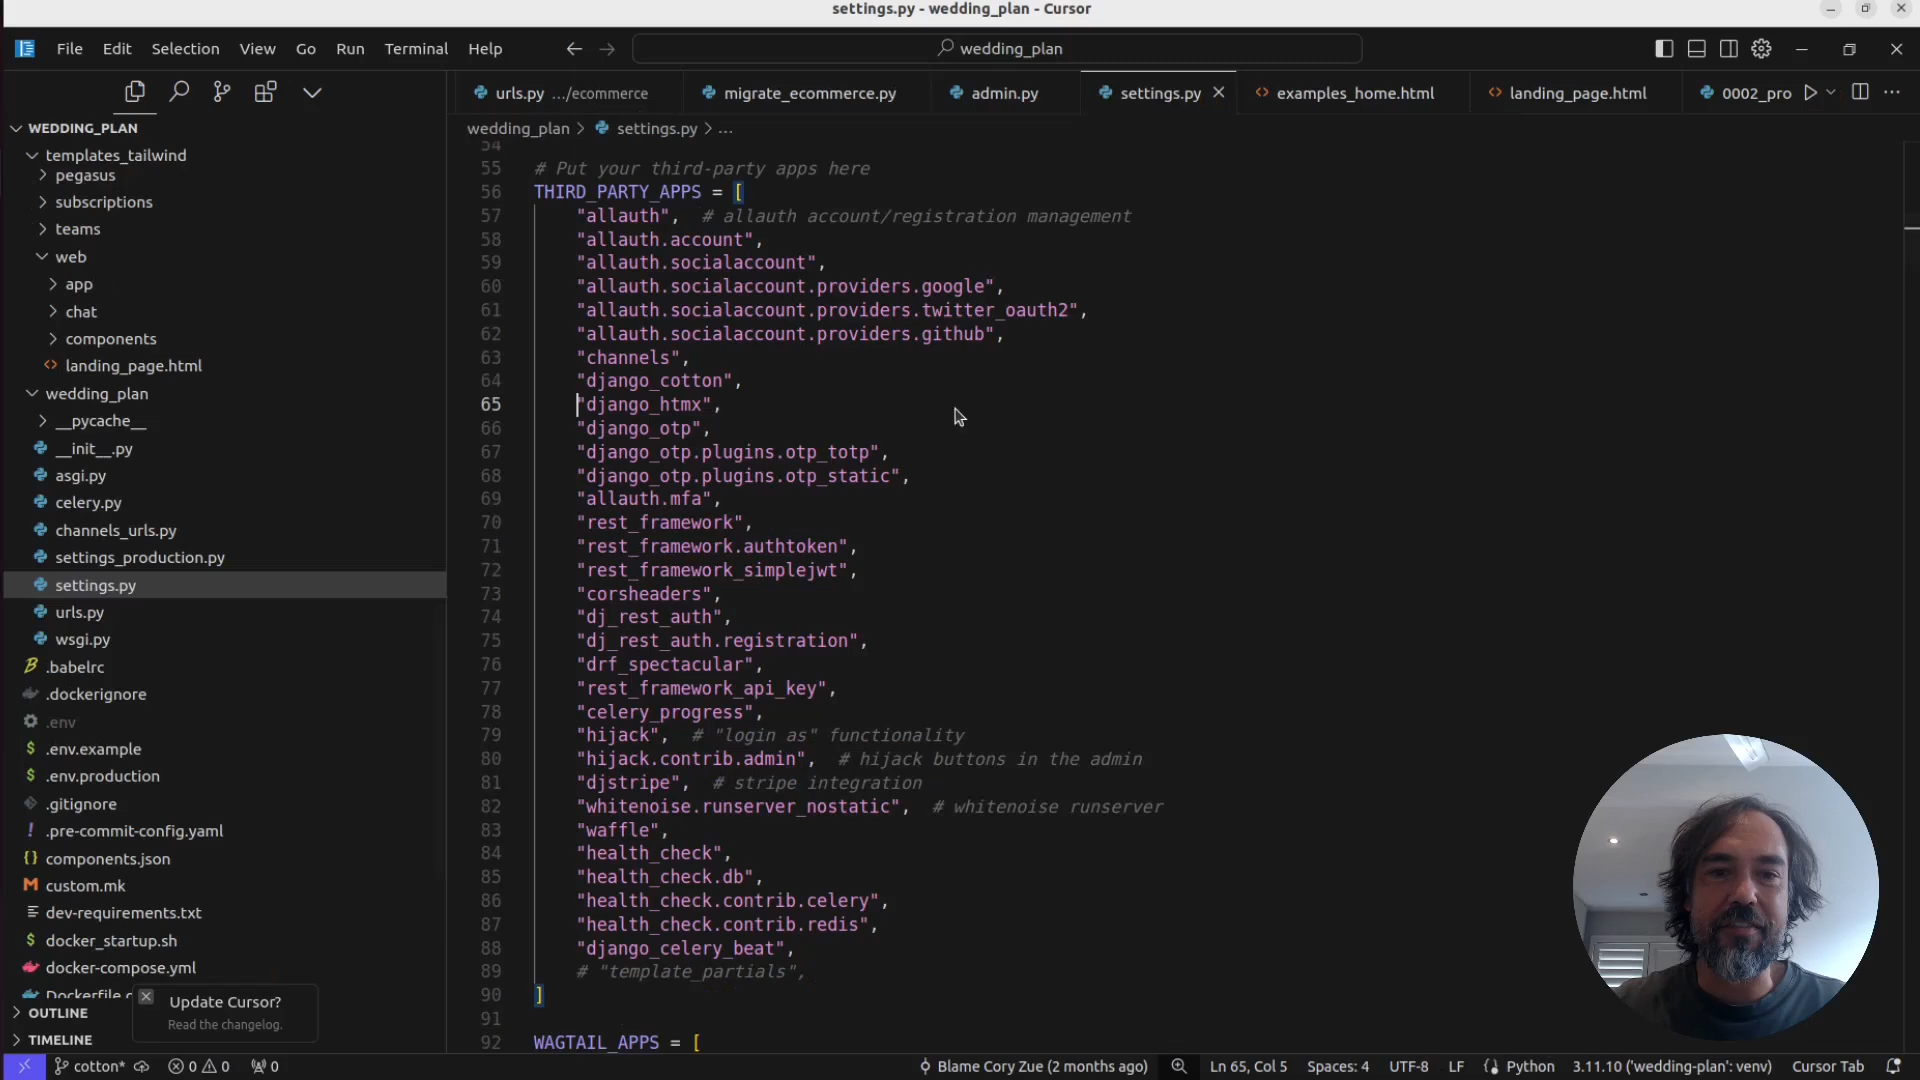 settings.py - wedding_plan - Cursor
File Edit Selection View Go Run Terminal Help
wedding_plan
urls.py .../ecommerce
migrate_ecommerce.py
admin.py
settings.py
examples_home.html
landing_page.html
0002_pro
WEDDING_PLAN
templates_tailwind
pegasus
subscriptions
teams
web
app
chat
components
landing_page.html
wedding_plan
__pycache__
__init__.py
asgi.py
celery.py
channels_urls.py
settings_production.py
settings.py
urls.py
wsgi.py
.babelrc
.dockerignore
.env
.env.example
.env.production
.gitignore
.pre-commit-config.yaml
components.json
custom.mk
dev-requirements.txt
docker_startup.sh
docker-compose.yml
Dockerfile.c
OUTLINE
TIMELINE
Update Cursor?
Read the changelog.
wedding_plan > settings.py > ...
54
55 # Put your third-party apps here
56 THIRD_PARTY_APPS = [
57 "allauth", # allauth account/registration management
58 "allauth.account",
59 "allauth.socialaccount",
60 "allauth.socialaccount.providers.google",
61 "allauth.socialaccount.providers.twitter_oauth2",
62 "allauth.socialaccount.providers.github",
63 "channels",
64 "django_cotton",
65 "django_htmx",
66 "django_otp",
67 "django_otp.plugins.otp_totp",
68 "django_otp.plugins.otp_static",
69 "allauth.mfa",
70 "rest_framework",
71 "rest_framework.authtoken",
72 "rest_framework_simplejwt",
73 "corsheaders",
74 "dj_rest_auth",
75 "dj_rest_auth.registration",
76 "drf_spectacular",
77 "rest_framework_api_key",
78 "celery_progress",
79 "hijack", # "login as" functionality
80 "hijack.contrib.admin", # hijack buttons in the admin
81 "djstripe", # stripe integration
82 "whitenoise.runserver_nostatic", # whitenoise runserver
83 "waffle",
84 "health_check",
85 "health_check.db",
86 "health_check.contrib.celery",
87 "health_check.contrib.redis",
88 "django_celery_beat",
89 # "template_partials",
90 ]
91
92 WAGTAIL_APPS = [
cotton* 0 0 0 Blame Cory Zue (2 months ago) Ln 65, Col 5 Spaces: 4 UTF-8 LF Python 3.11.10 ('wedding-plan': venv) Cursor Tab